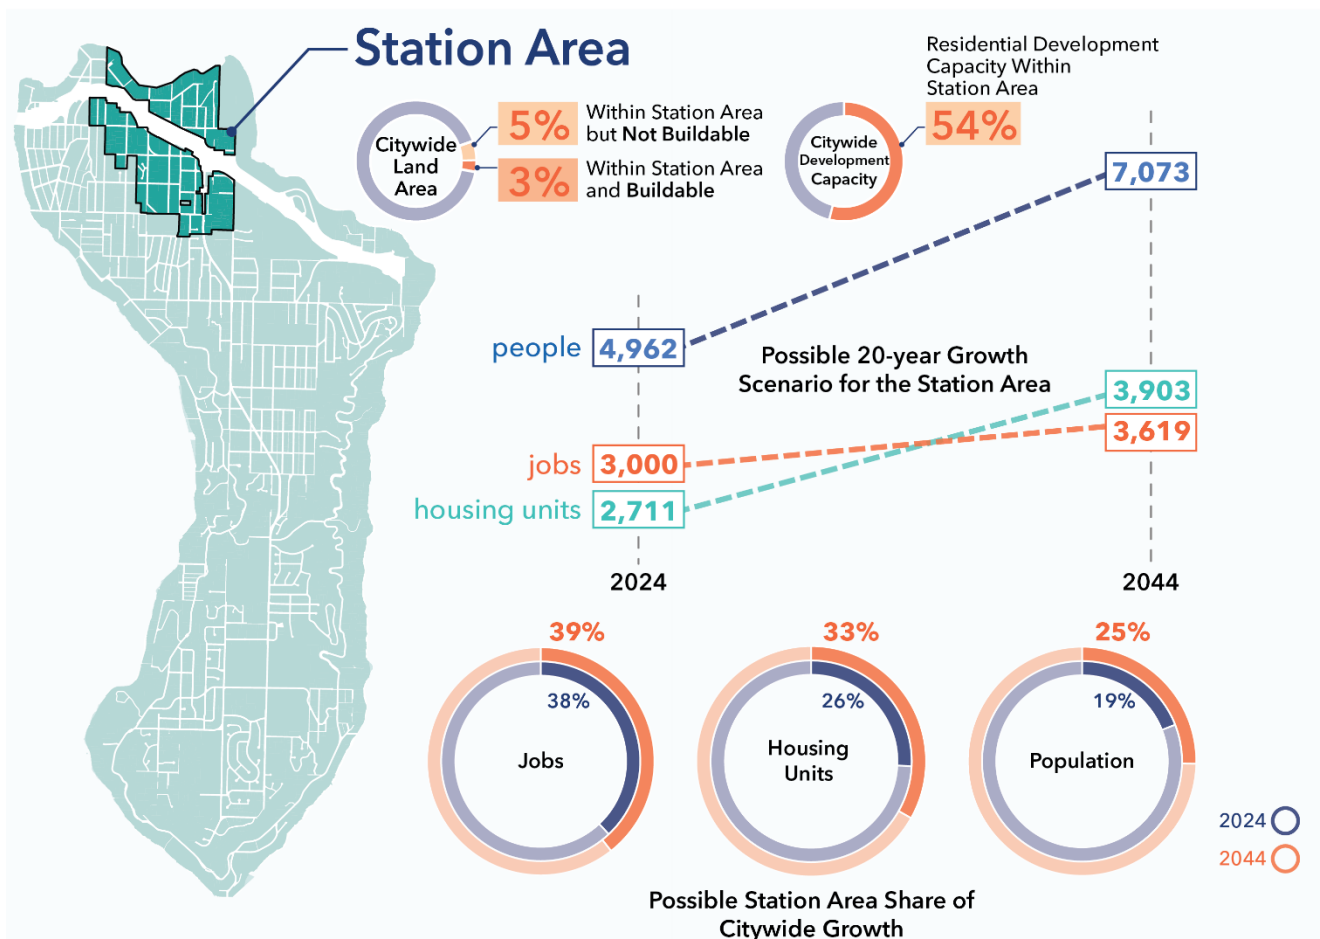 Station Area
Citywide
Land
Area
5%
Within Station Area
but Not Buildable
3%
Within Station Area
and Buildable
Citywide
Development
Capacity
Residential Development
Capacity Within
Station Area
54%
7,073
people
4,962
Possible 20-year Growth
Scenario for the Station Area
3,903
3,619
jobs
3,000
housing units
2,711
2024
2044
39%
38%
Jobs
33%
26%
Housing
Units
25%
19%
Population
2024
2044
Possible Station Area Share of
Citywide Growth